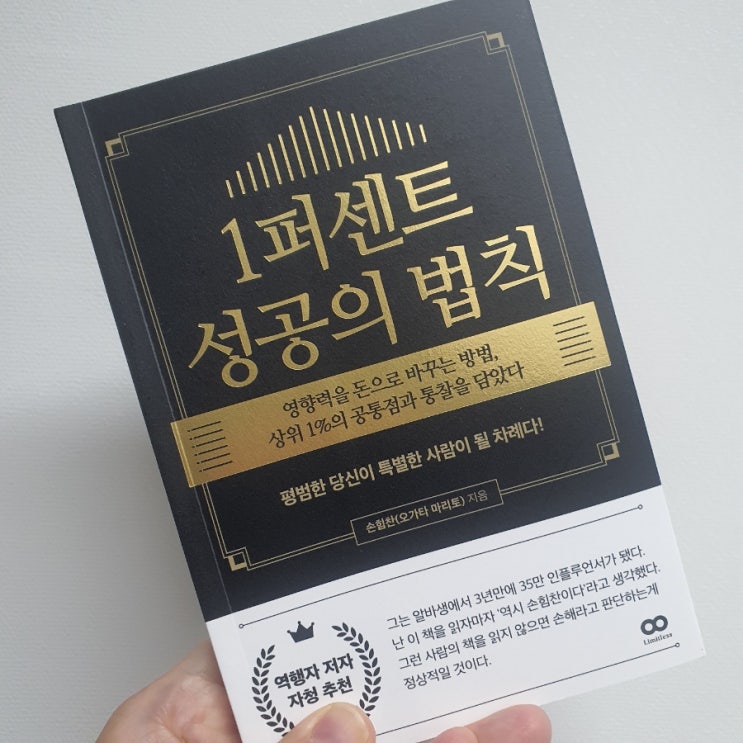 1퍼센트
성공의 법칙
영향력을 돈으로 바꾸는 방법,
상위 1%의 공통점과 통찰을 담았다
평범한 당신이 특별한 사람이 될 차례다!
손힘찬(오가타 마리토) 지음
역행자 저자
자청 추천
그는 알바생에서 3년만에 35만 인플루언서가 됐다.
난 이 책을 읽자마자 '역시 손힘찬이다'라고 생각했다.
그런 사람의 책을 읽지 않으면 손해라고 판단하는게
정상적일 것이다.
Limitless